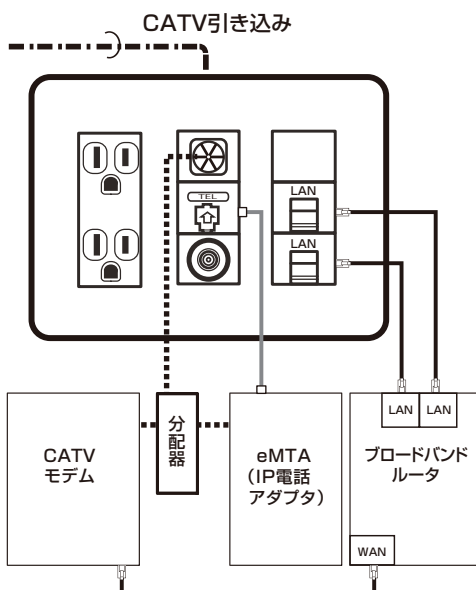 CATV引き込み
TEL
LAN
LAN
LAN
LAN
CATV
モデム
分配器
eMTA
(IP電話
アダプタ)
ブロードバンド
ルータ
WAN